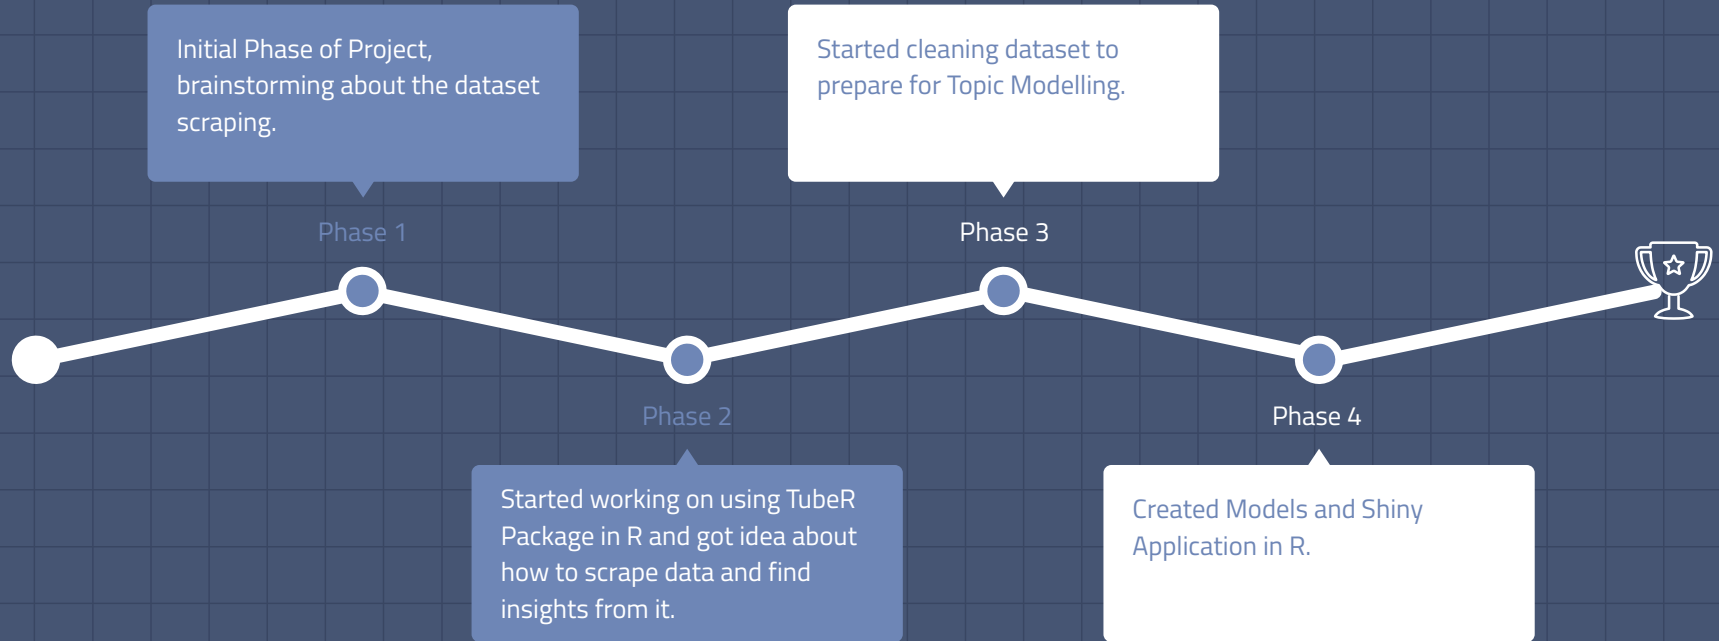 Initial Phase of Project,
brainstorming about the dataset
scraping.
Phase 1
Started working on using TubeR
Package in R and got idea about
how to scrape data and find
insights from it.
Phase 2
Started cleaning dataset to
prepare for Topic Modelling.
Phase 3
Phase 4
Created Models and Shiny
Application in R.